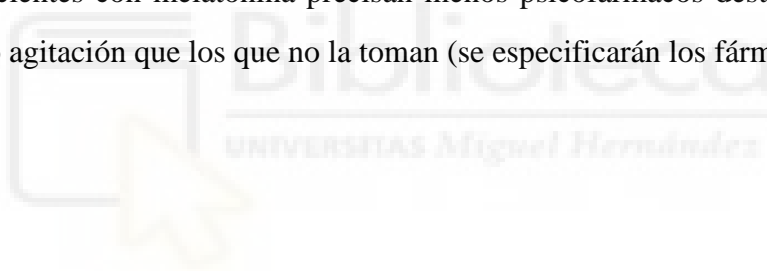 cientes con melatonina precisan menos psicofármacos dest
agitación que los que no la toman (se especificarán los fárm
Biblioteca
UNIVERSITAS Miguel Hernández